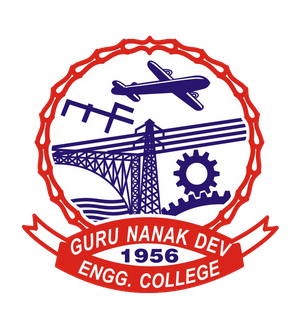 GURU NANAK DEV
1956
ENGG. COLLEGE